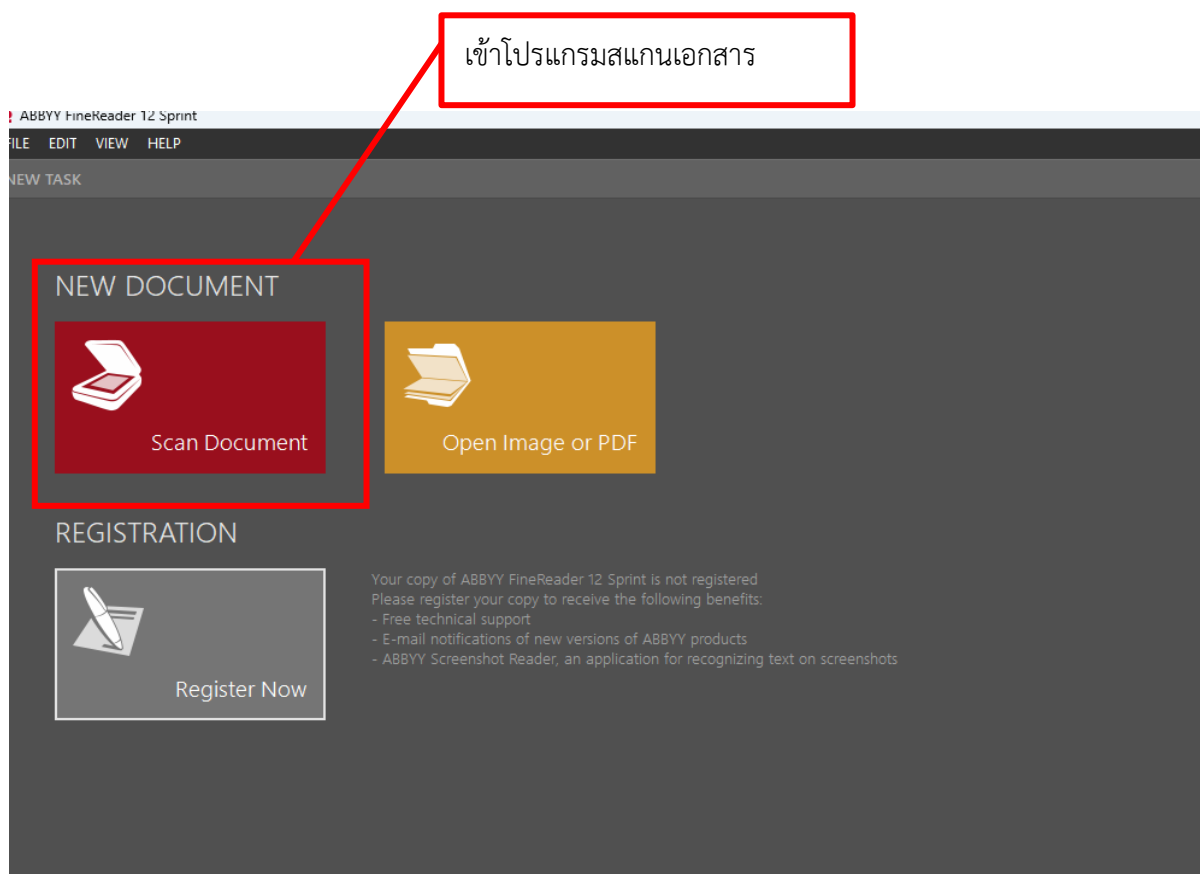 เข้าโปรแกรมสแกนเอกสาร
ABBYY FineReader 12 Sprint
FILE EDIT VIEW HELP
NEW TASK
NEW DOCUMENT
Scan Document
Open Image or PDF
REGISTRATION
Your copy of ABBYY FineReader 12 Sprint is not registered
Please register your copy to receive the following benefits:
- Free technical support
- E-mail notifications of new versions of ABBYY products
- ABBYY Screenshot Reader, an application for recognizing text on screenshots
Register Now